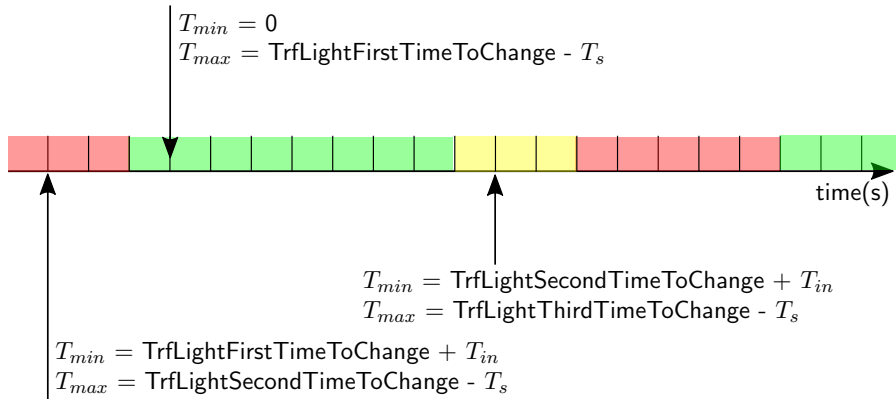 T_min = 0
T_max = TrfLightFirstTimeToChange - T_s
time(s)
T_min = TrfLightSecondTimeToChange + T_in
T_max = TrfLightThirdTimeToChange - T_s
T_min = TrfLightFirstTimeToChange + T_in
T_max = TrfLightSecondTimeToChange - T_s